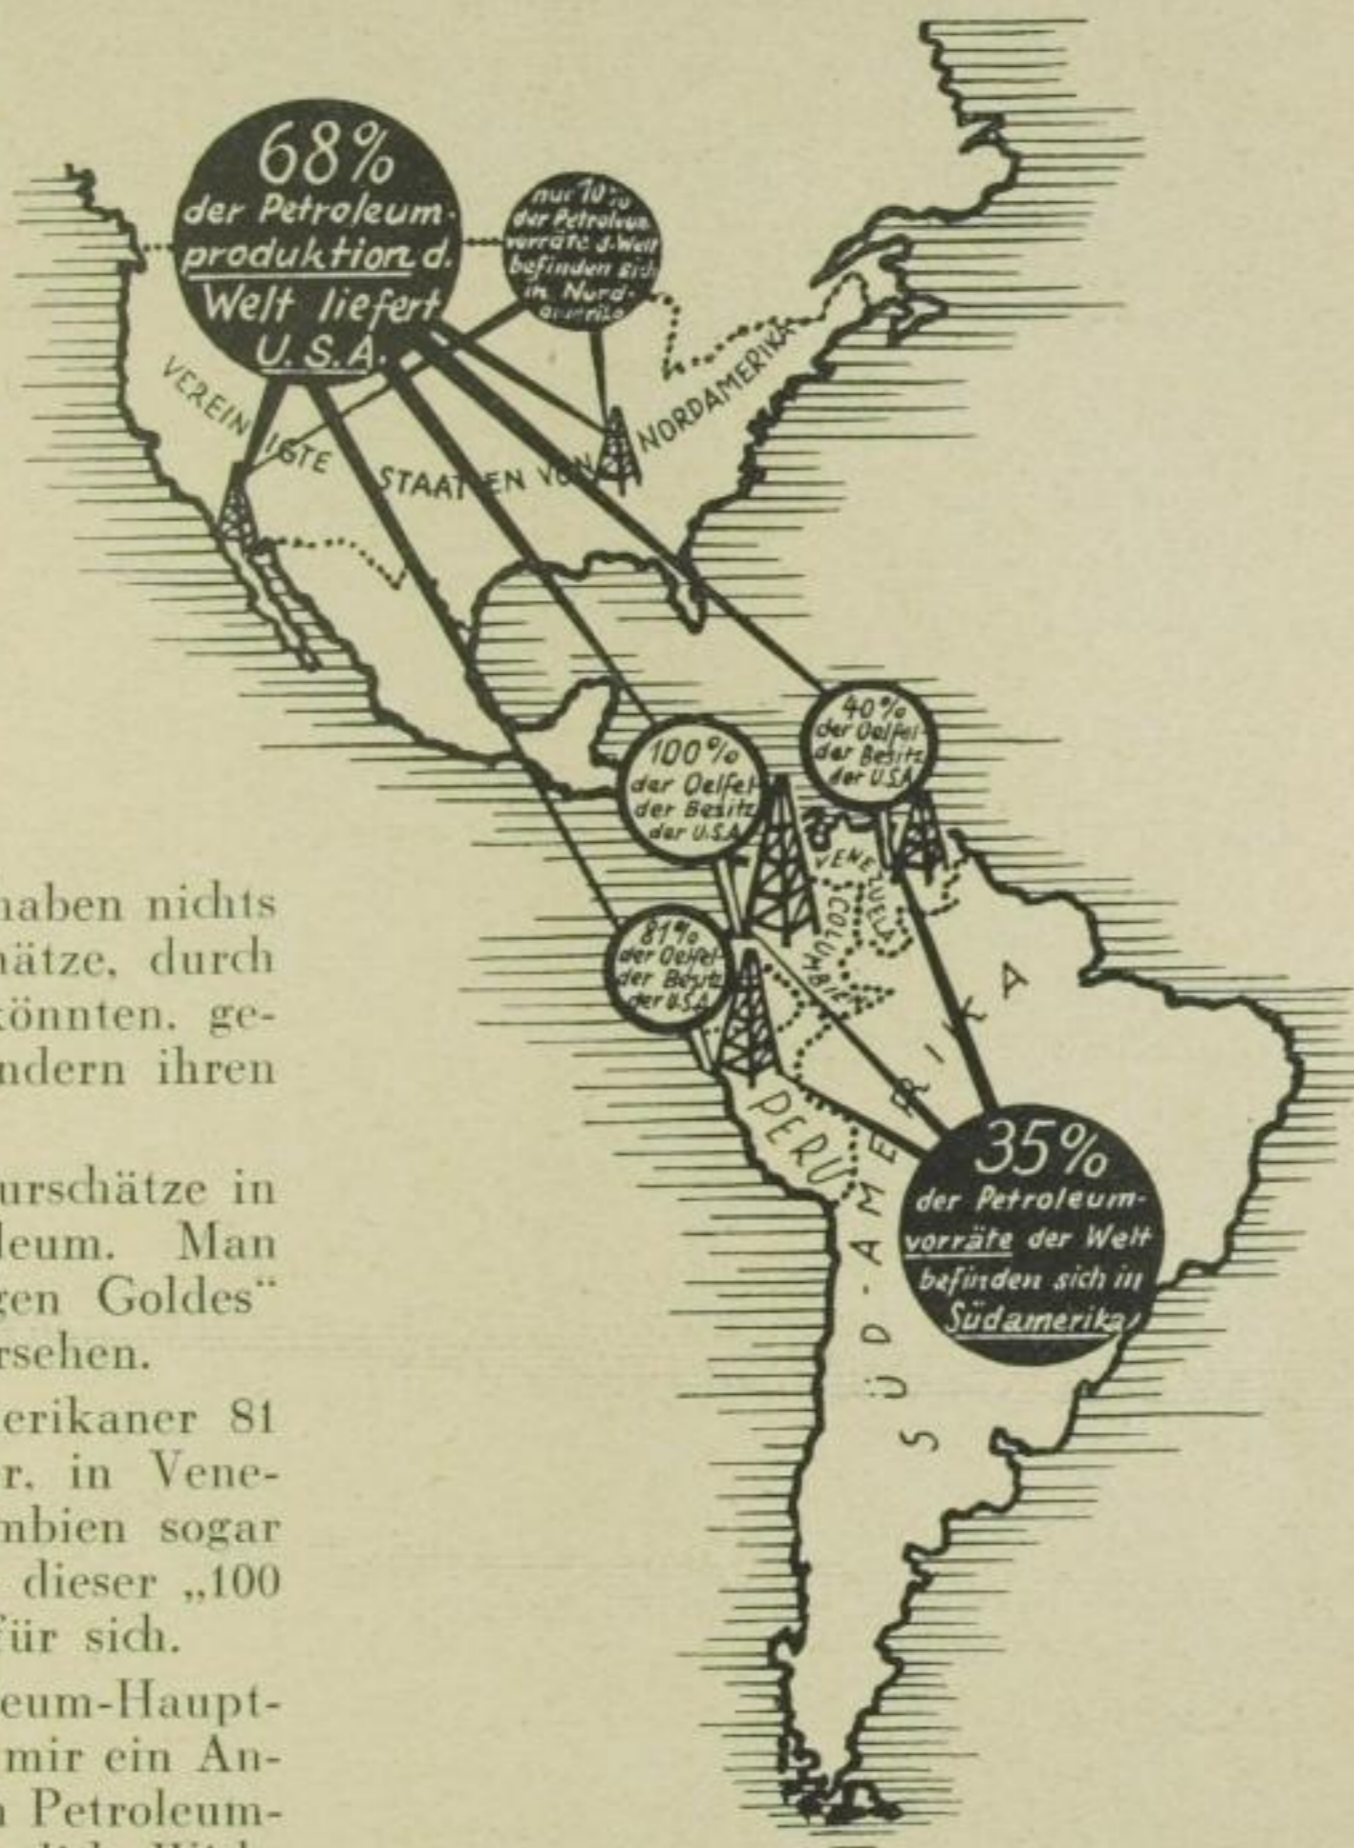 68%
der Petroleum-
produktion d.
Welt liefert
U.S.A.
nur 10%
der Petroleum
vorräte d. Welt
befinden sich
in Nord-
amerika
VEREINIGTE STAATEN VON NORDAMERIKA
40%
der Oelfel-
der Besitz
der U.S.A
100%
der Oelfel-
der Besitz
der U.S.A
81%
der Oelfel-
der Besitz
der U.S.A
VENEZUELA
COLUMBIEN
PERU
SÜD-AMERIKA
35%
der Petroleum-
vorräte der Welt
befinden sich in
Südamerika
haben nichts
hätze, durch
könnten, ge-
ndern ihren
urschätze in
leum. Man
gen Goldes"
rsehen.
erikaner 81
r, in Vene-
mbien sogar
dieser „100
für sich.
eum-Haupt-
mir ein An-
n Petroleum-